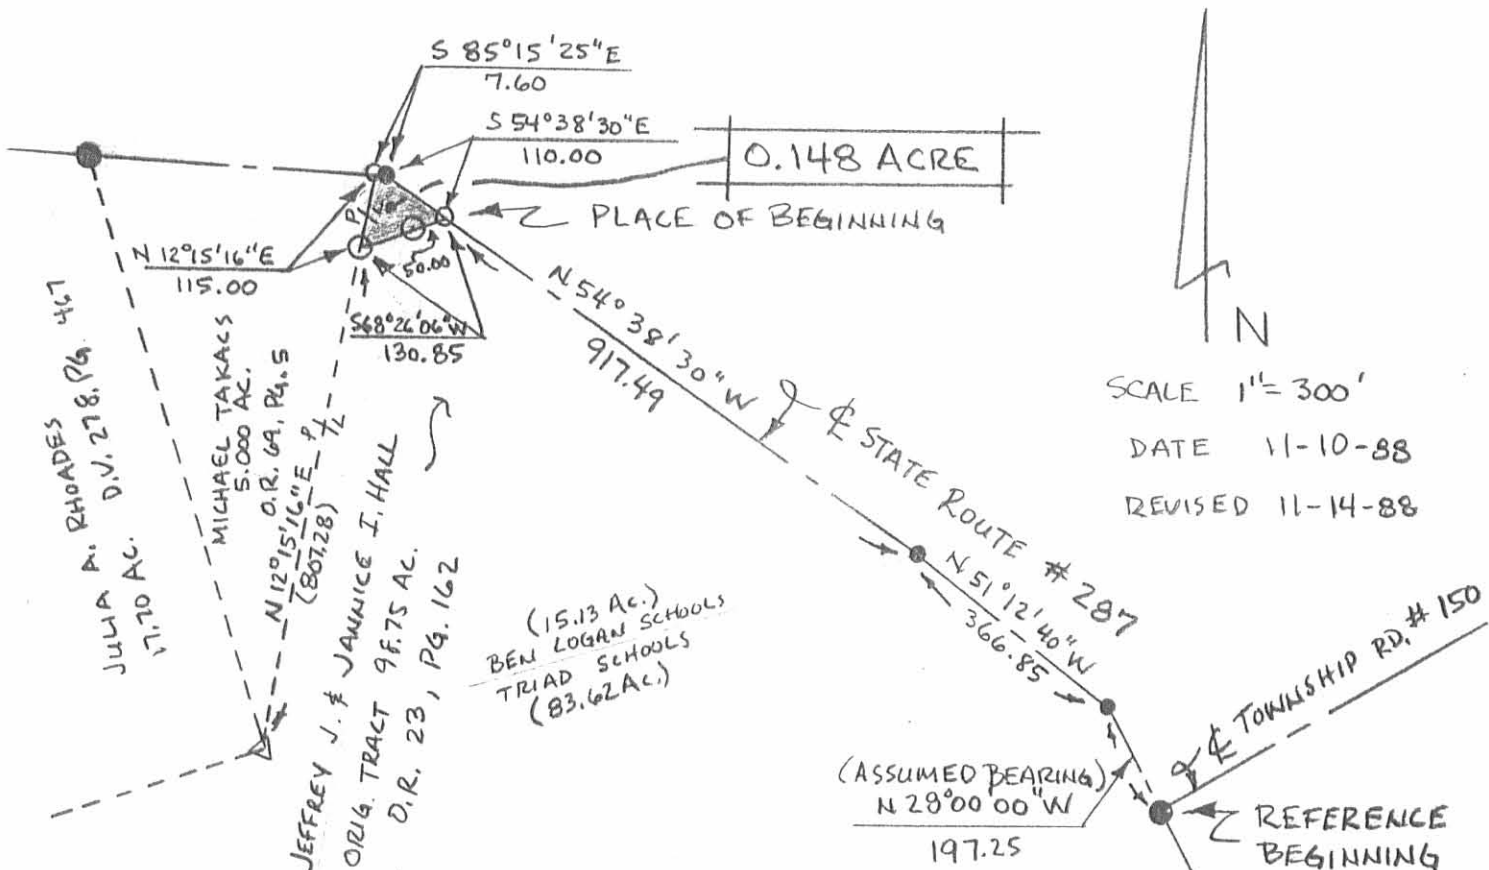 S 85°15'25"E
7.60
S 54°38'30"E
110.00
0.148 ACRE
PLACE OF BEGINNING
N 12°15'16"E
115.00
50.00
S68°26'06"W
130.85
N 54°38'30"W
917.49
℄ STATE ROUTE # 287
N
SCALE 1"= 300'
DATE 11-10-88
REVISED 11-14-88
JULIA A. RHOADES
17.70 AC. D.V. 278, PG. 467
MICHAEL TAKACS
5.000 AC.
O.R. 69, PG. 5
N 12°15'16"E
(807.28)
JEFFREY J. & JANNICE I. HALL
ORIG. TRACT 98.75 AC.
O.R. 23, PG. 162
(15.13 AC.)
BEN LOGAN SCHOOLS
TRIAD SCHOOLS
(83.62 AC.)
N 51°12'40"W
366.85
℄ TOWNSHIP RD. # 150
(ASSUMED BEARING)
N 29°00'00"W
197.25
REFERENCE
BEGINNING